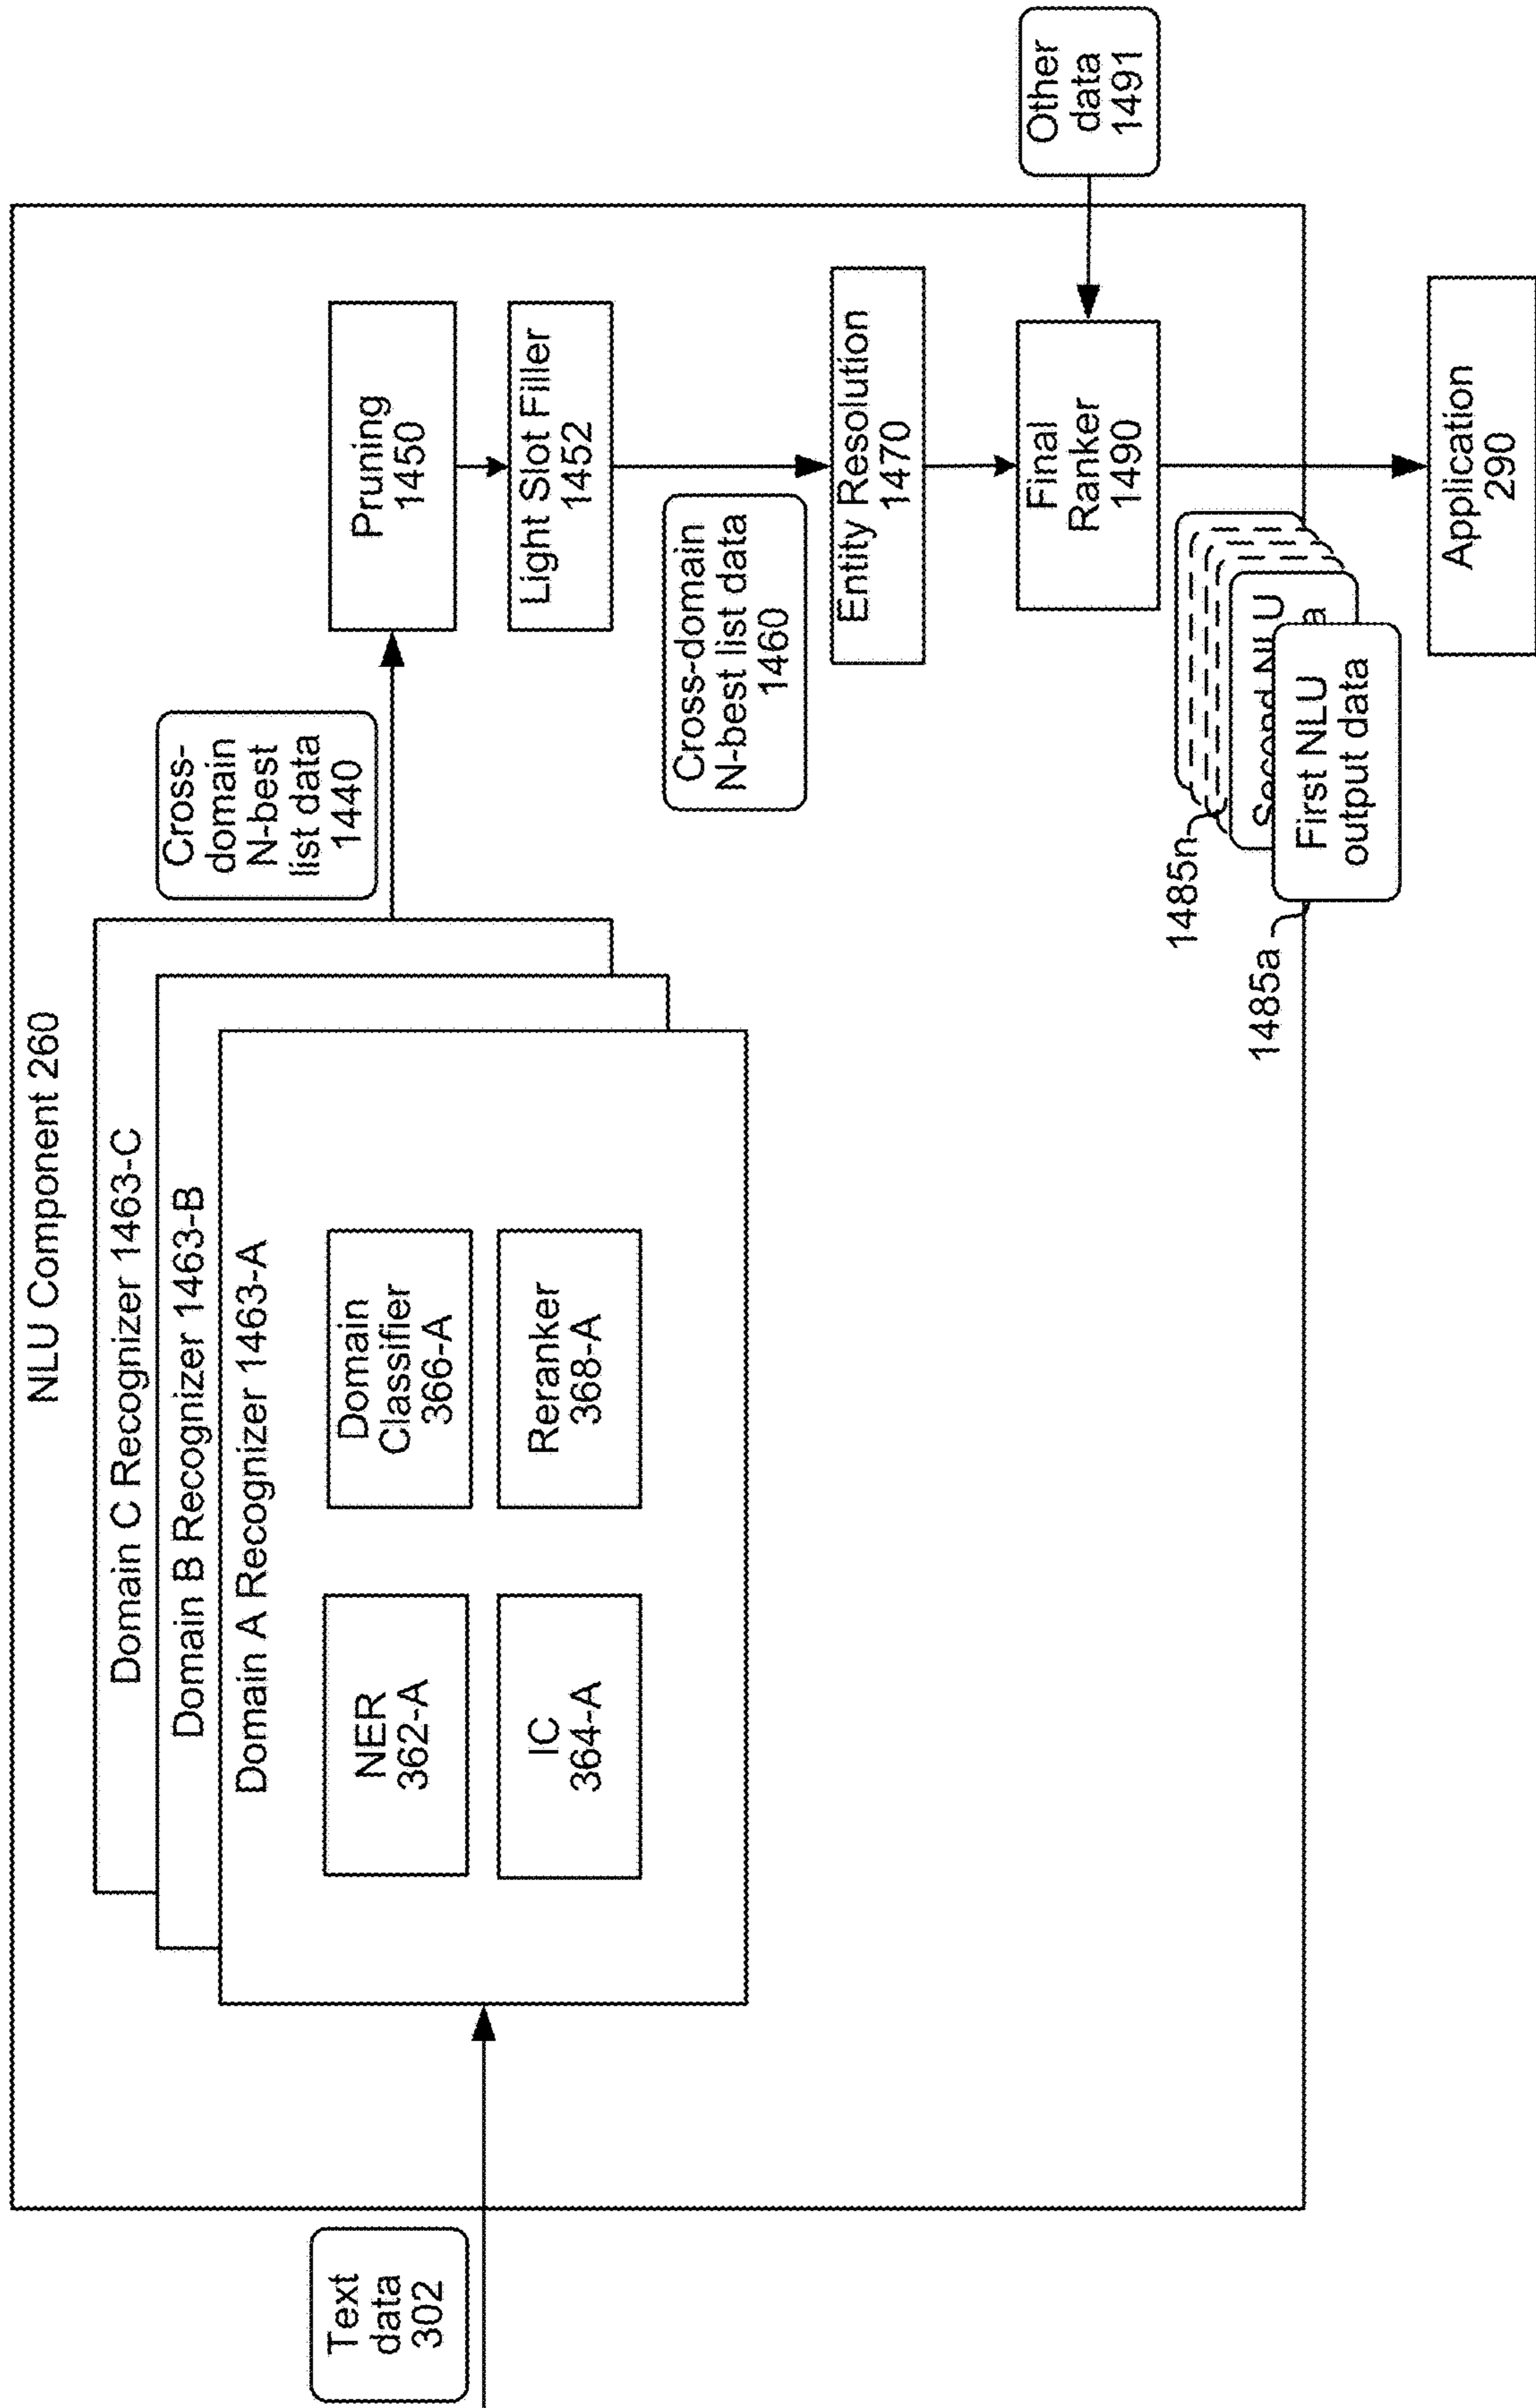 NLU Component 260
Text
data
302
Domain C Recognizer 1463-C
Domain B Recognizer 1463-B
Domain A Recognizer 1463-A
NER
362-A
Domain
Classifier
366-A
IC
364-A
Reranker
368-A
Cross-
domain
N-best
list data
1440
Pruning
1450
Light Slot Filler
1452
Cross-domain
N-best list data
1460
Entity Resolution
1470
Final
Ranker
1490
Other
data
1491
1485n
Second NLU
a
First NLU
output data
1485a
Application
290